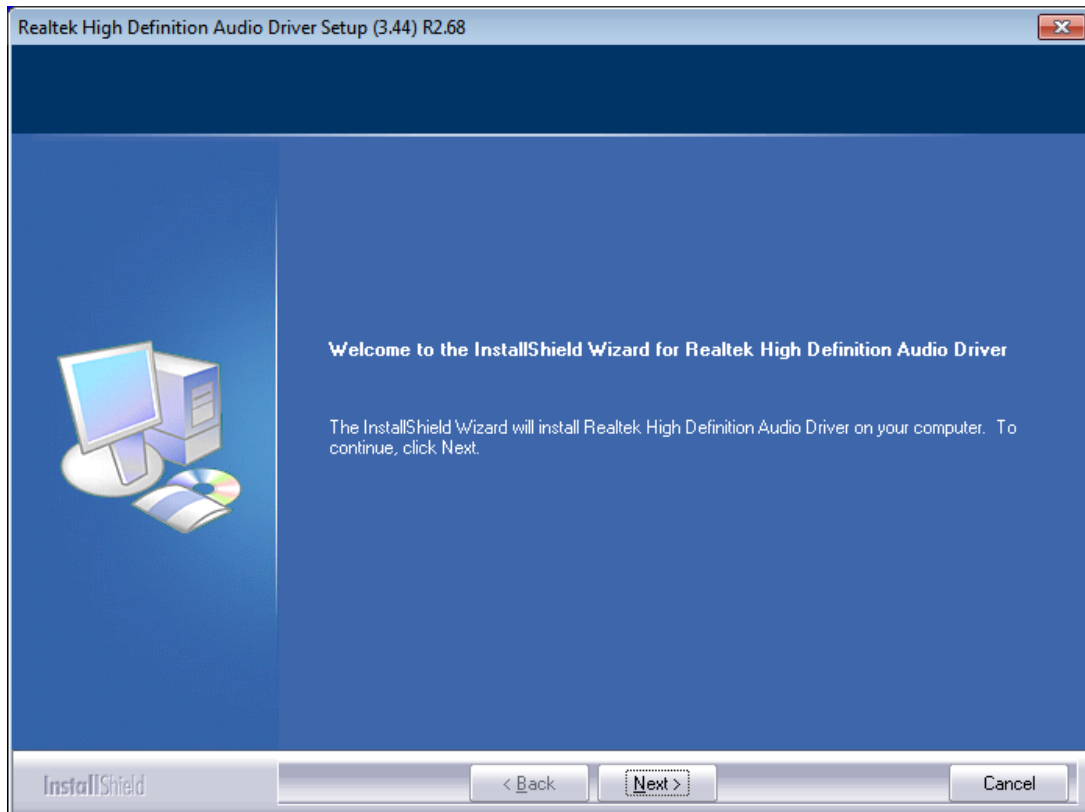 Realtek High Definition Audio Driver Setup (3.44) R2.68
Welcome to the InstallShield Wizard for Realtek High Definition Audio Driver
The InstallShield Wizard will install Realtek High Definition Audio Driver on your computer. To
continue, click Next.
InstallShield
< Back
Next >
Cancel